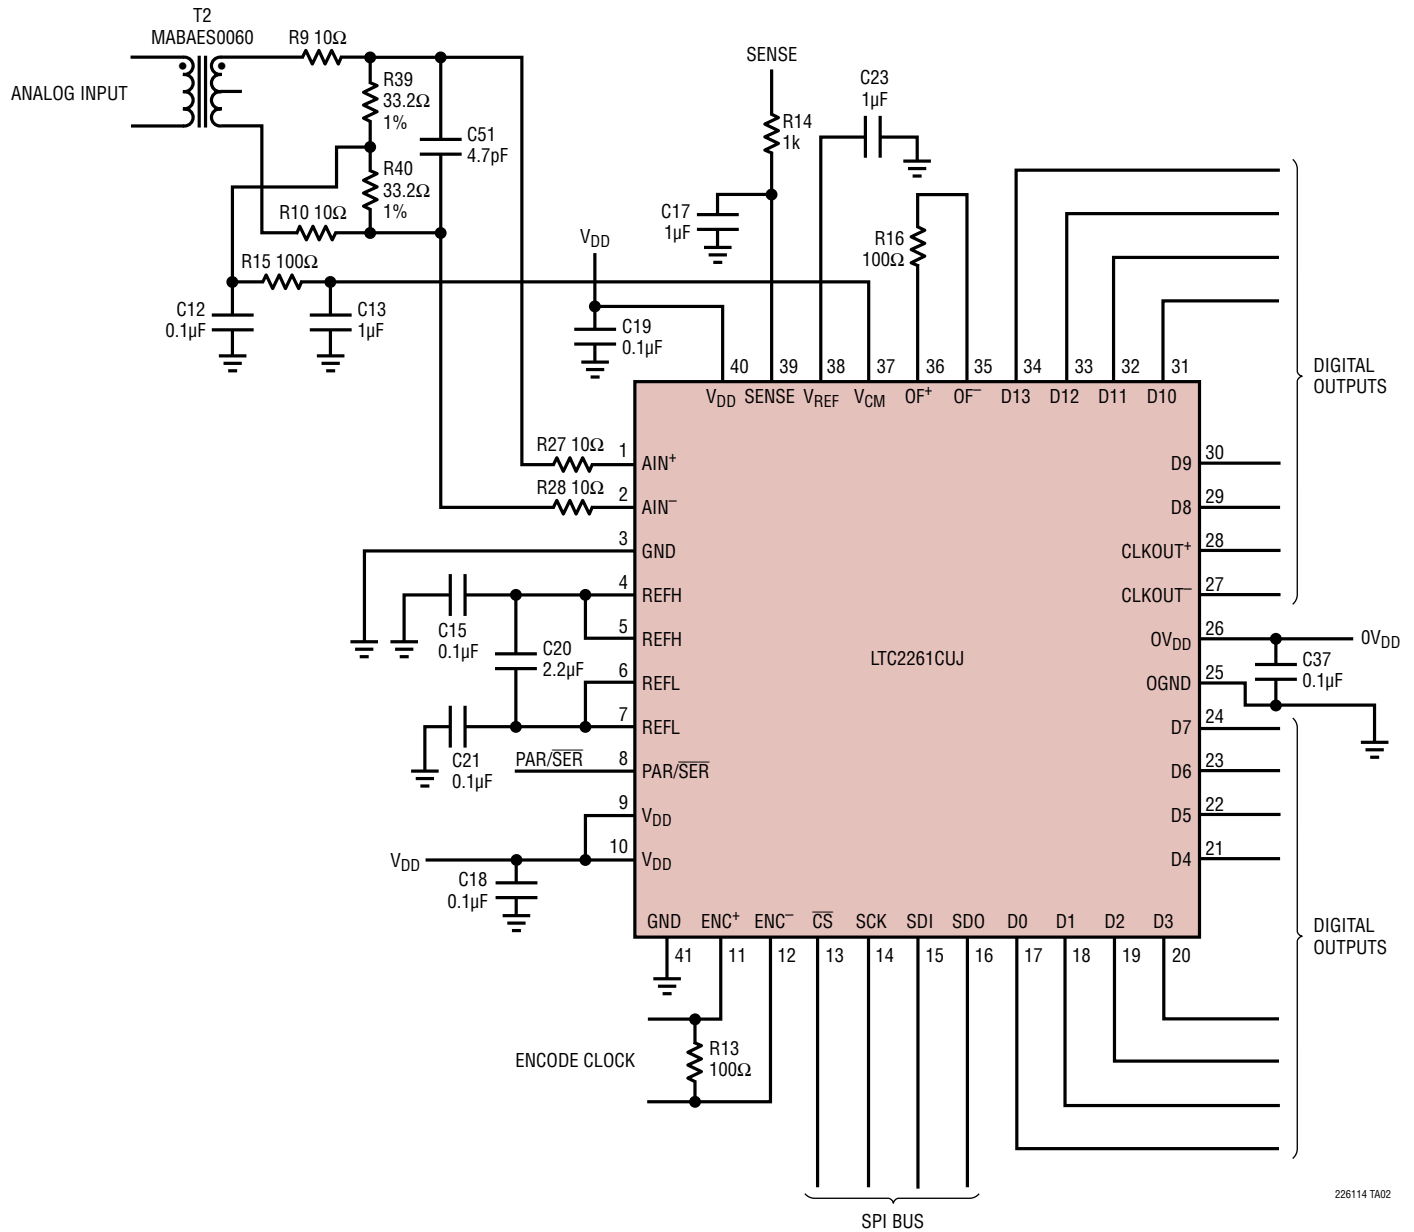 T2
MABAES0060
ANALOG INPUT
R9 10Ω
R39
33.2Ω
1%
C51
4.7pF
R40
33.2Ω
1%
R10 10Ω
R15 100Ω
C12
0.1µF
C13
1µF
VDD
C19
0.1µF
SENSE
R14
1k
C17
1µF
C23
1µF
R16
100Ω
40
39
38
37
36
35
34
33
32
31
VDD
SENSE
VREF
VCM
OF+
OF–
D13
D12
D11
D10
DIGITAL
OUTPUTS
R27 10Ω
1
AIN+
R28 10Ω
2
AIN–
3
GND
4
REFH
5
REFH
6
REFL
7
REFL
C15
0.1µF
C20
2.2µF
C21
0.1µF
PAR/SER
8
PAR/SER
9
VDD
10
VDD
VDD
C18
0.1µF
LTC2261CUJ
D9
30
D8
29
CLKOUT+
28
CLKOUT–
27
OVDD
26
0VDD
C37
0.1µF
OGND
25
D7
24
D6
23
D5
22
D4
21
GND
ENC+
ENC–
CS
SCK
SDI
SDO
D0
D1
D2
D3
41
11
12
13
14
15
16
17
18
19
20
DIGITAL
OUTPUTS
ENCODE CLOCK
R13
100Ω
SPI BUS
226114 TA02